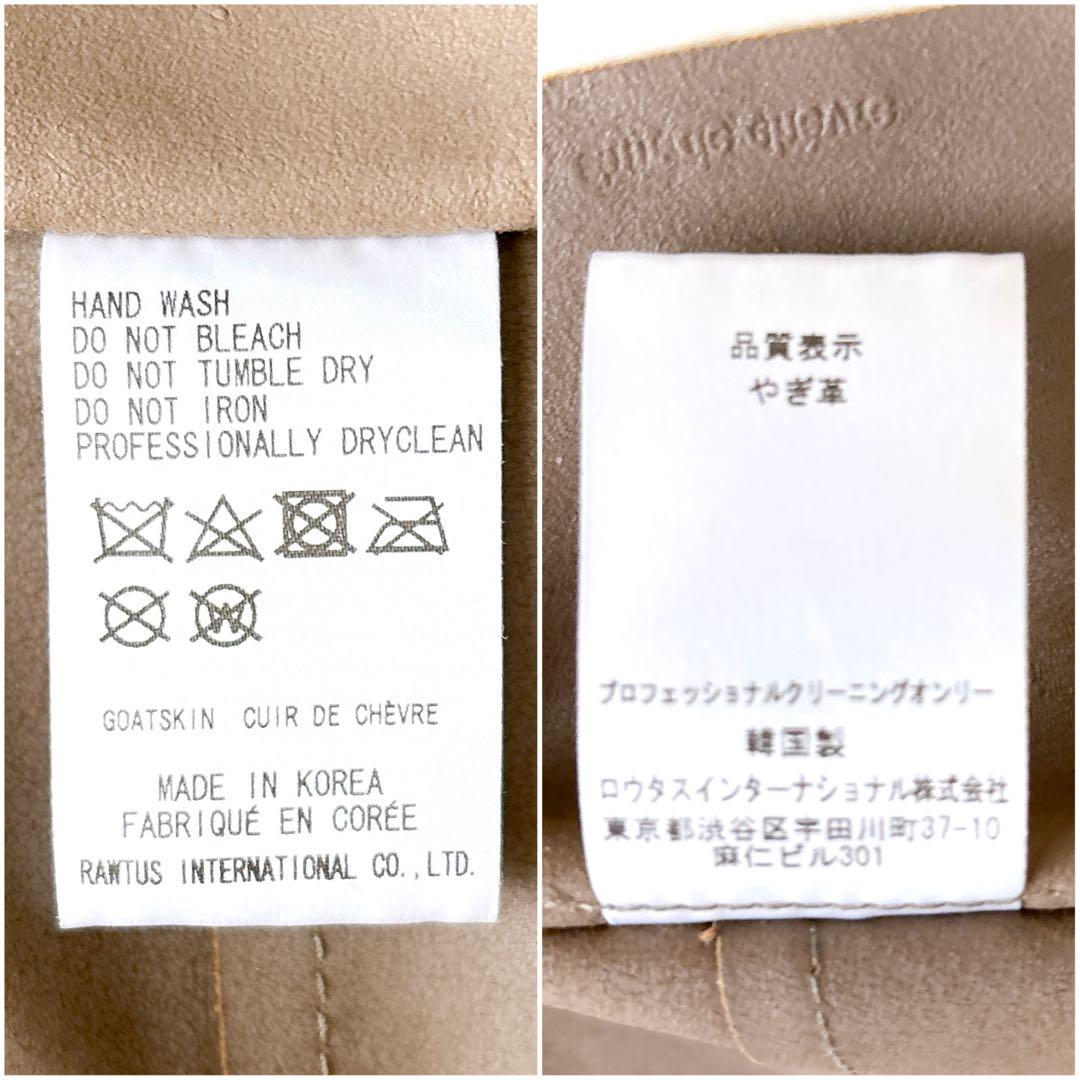 HAND WASH
DO NOT BLEACH
DO NOT TUMBLE DRY
DO NOT IRON
PROFESSIONALLY DRYCLEAN
W
GOATSKIN CUIR DE CHÈVRE
MADE IN KOREA
FABRIQUÉ EN CORÉE
RAWTUS INTERNATIONAL CO.,LTD.
品質表示
やぎ革
プロフェッショナルクリーニングオンリー
韓国製
ロウタスインターナショナル株式会社
東京都渋谷区宇田川町37-10
麻仁ビル301